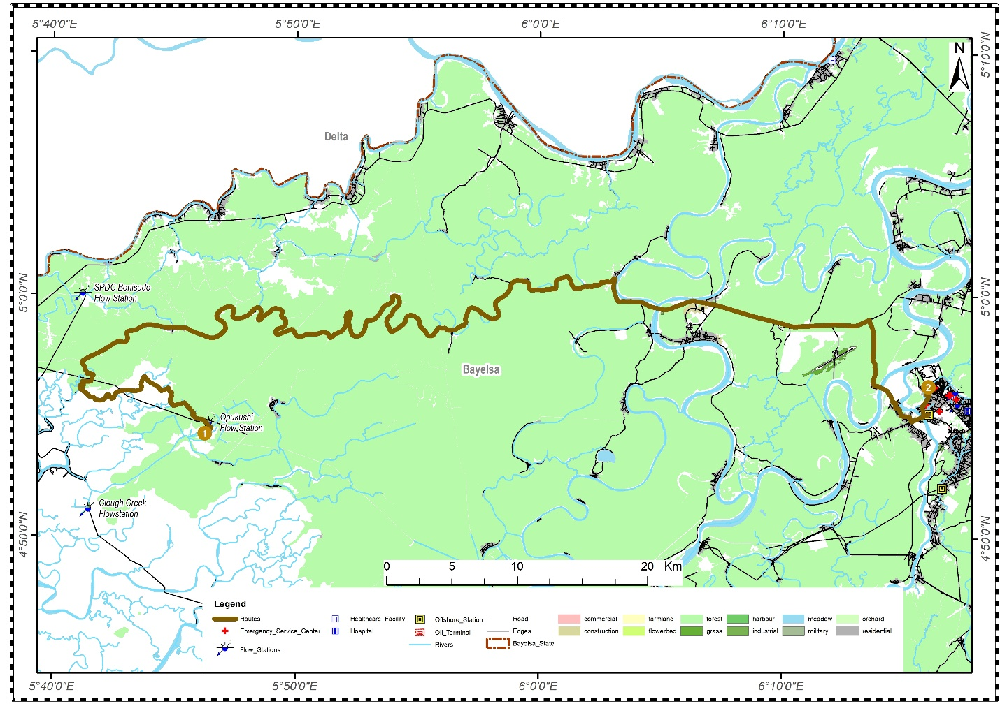 5°40'0"E 5°50'0"E 6°0'0"E 6°10'0"E
5°10'0"N
N
Delta
5°0'0"N
5°0'0"N
SPDC Benisede
Flow Station
Bayelsa
2
Opukushi
Flow Station
1
Clough Creek
Flowstation
4°50'0"N
4°50'0"N
0 5 10 20 Km
Legend
Routes
Emergency_Service_Center
Flow_Stations
Healthcare_Facility
Hospital
Offshore_Station
Oil_Terminal
Rivers
Road
Edges
Bayelsa_State
commercial
construction
farmland
flowerbed
forest
grass
harbour
industrial
meadow
military
orchard
residential
5°40'0"E 5°50'0"E 6°0'0"E 6°10'0"E